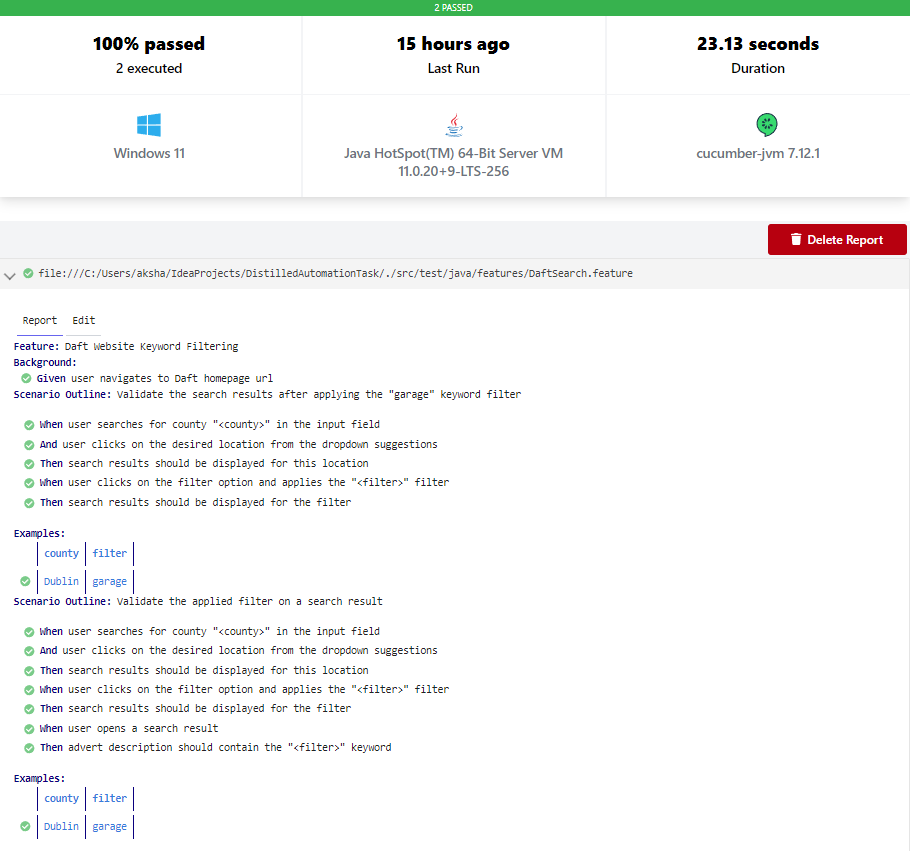 2 PASSED
100% passed
2 executed
15 hours ago
Last Run
23.13 seconds
Duration
Windows 11
Java HotSpot(TM) 64-Bit Server VM
11.0.20+9-LTS-256
cucumber-jvm 7.12.1
Delete Report
file:///C:/Users/aksha/IdeaProjects/DistilledAutomationTask/./src/test/java/features/DaftSearch.feature
Report Edit
Feature: Daft Website Keyword Filtering
Background:
Given user navigates to Daft homepage url
Scenario Outline: Validate the search results after applying the "garage" keyword filter
When user searches for county "<county>" in the input field
And user clicks on the desired location from the dropdown suggestions
Then search results should be displayed for this location
When user clicks on the filter option and applies the "<filter>" filter
Then search results should be displayed for the filter
Examples:
county filter
Dublin garage
Scenario Outline: Validate the applied filter on a search result
When user searches for county "<county>" in the input field
And user clicks on the desired location from the dropdown suggestions
Then search results should be displayed for this location
When user clicks on the filter option and applies the "<filter>" filter
Then search results should be displayed for the filter
When user opens a search result
Then advert description should contain the "<filter>" keyword
Examples:
county filter
Dublin garage